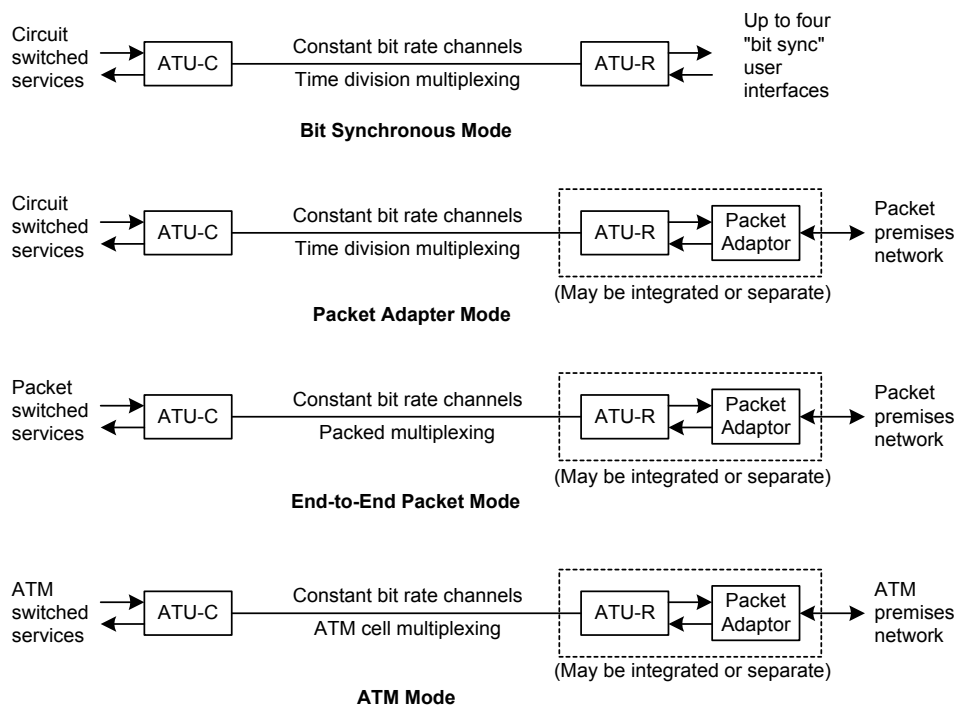 Circuit
switched
services
ATU-C
Constant bit rate channels
Time division multiplexing
ATU-R
Up to four
"bit sync"
user
interfaces
Bit Synchronous Mode
Circuit
switched
services
ATU-C
Constant bit rate channels
Time division multiplexing
ATU-R
Packet
Adaptor
Packet
premises
network
(May be integrated or separate)
Packet Adapter Mode
Packet
switched
services
ATU-C
Constant bit rate channels
Packed multiplexing
ATU-R
Packet
Adaptor
Packet
premises
network
(May be integrated or separate)
End-to-End Packet Mode
ATM
switched
services
ATU-C
Constant bit rate channels
ATM cell multiplexing
ATU-R
Packet
Adaptor
ATM
premises
network
(May be integrated or separate)
ATM Mode